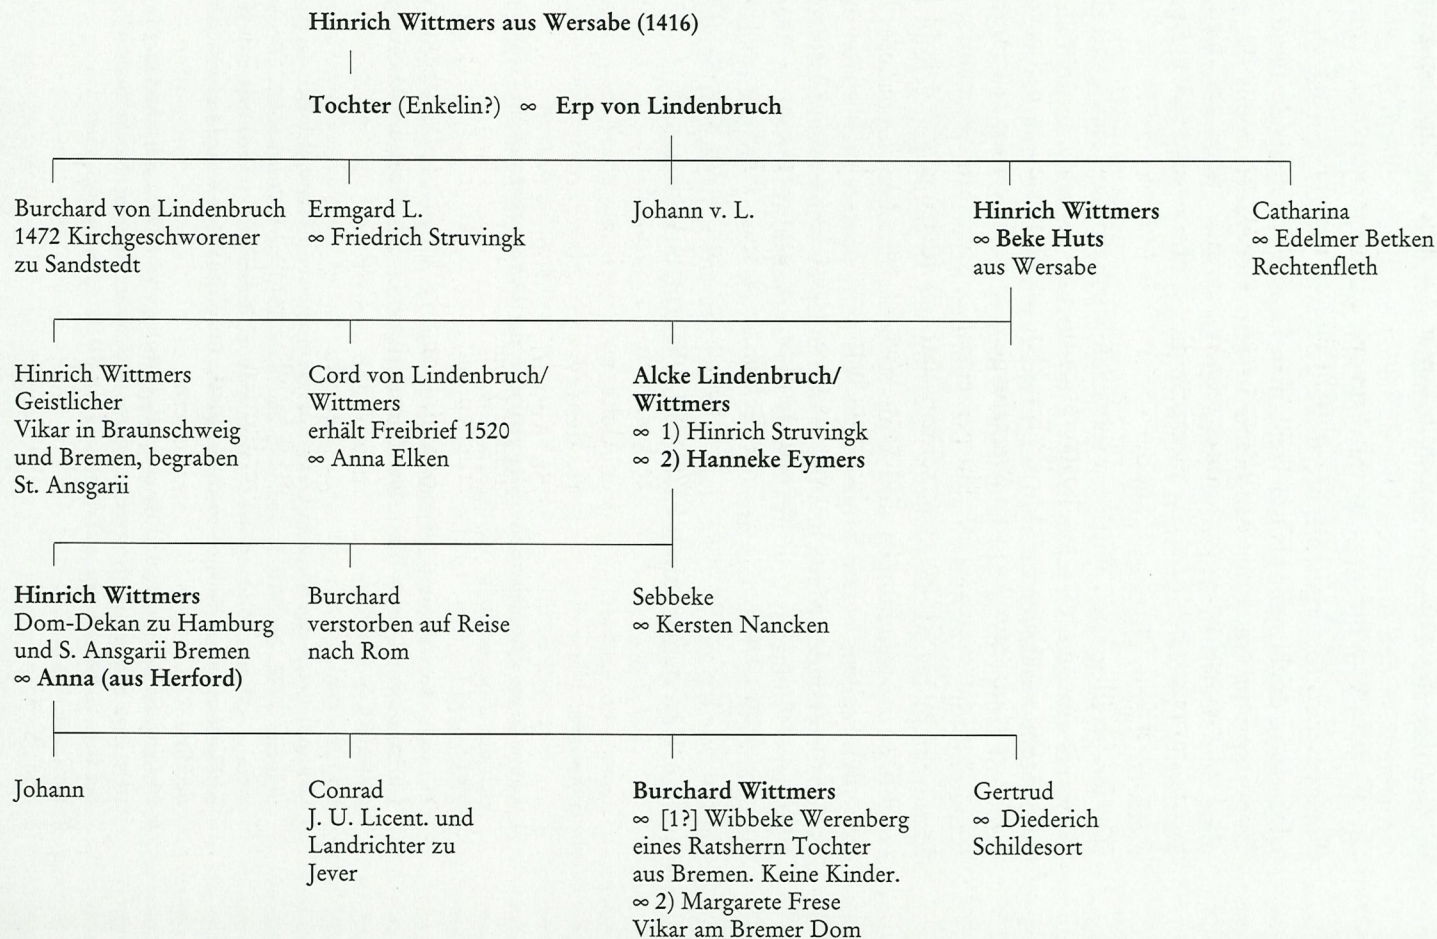 Hinrich Wittmers aus Wersabe (1416)
Tochter (Enkelin?) ∞ Erp von Lindenbruch
Burchard von Lindenbruch
1472 Kirchgeschworener
zu Sandstedt
Ermgard L.
∞ Friedrich Struvingk
Johann v. L.
Hinrich Wittmers
∞ Beke Huts
aus Wersabe
Catharina
∞ Edelmer Betken
Rechtenfleth
Hinrich Wittmers
Geistlicher
Vikar in Braunschweig
und Bremen, begraben
St. Ansgarii
Cord von Lindenbruch/
Wittmers
erhält Freibrief 1520
∞ Anna Elken
Alcke Lindenbruch/
Wittmers
∞ 1) Hinrich Struvingk
∞ 2) Hanneke Eymers
Hinrich Wittmers
Dom-Dekan zu Hamburg
und S. Ansgarii Bremen
∞ Anna (aus Herford)
Burchard
verstorben auf Reise
nach Rom
Sebbeke
∞ Kersten Nancken
Johann
Conrad
J. U. Licent. und
Landrichter zu
Jever
Burchard Wittmers
∞ [1?] Wibbeke Werenberg
eines Ratsherrn Tochter
aus Bremen. Keine Kinder.
∞ 2) Margarete Frese
Vikar am Bremer Dom
Gertrud
∞ Diederich
Schildesort